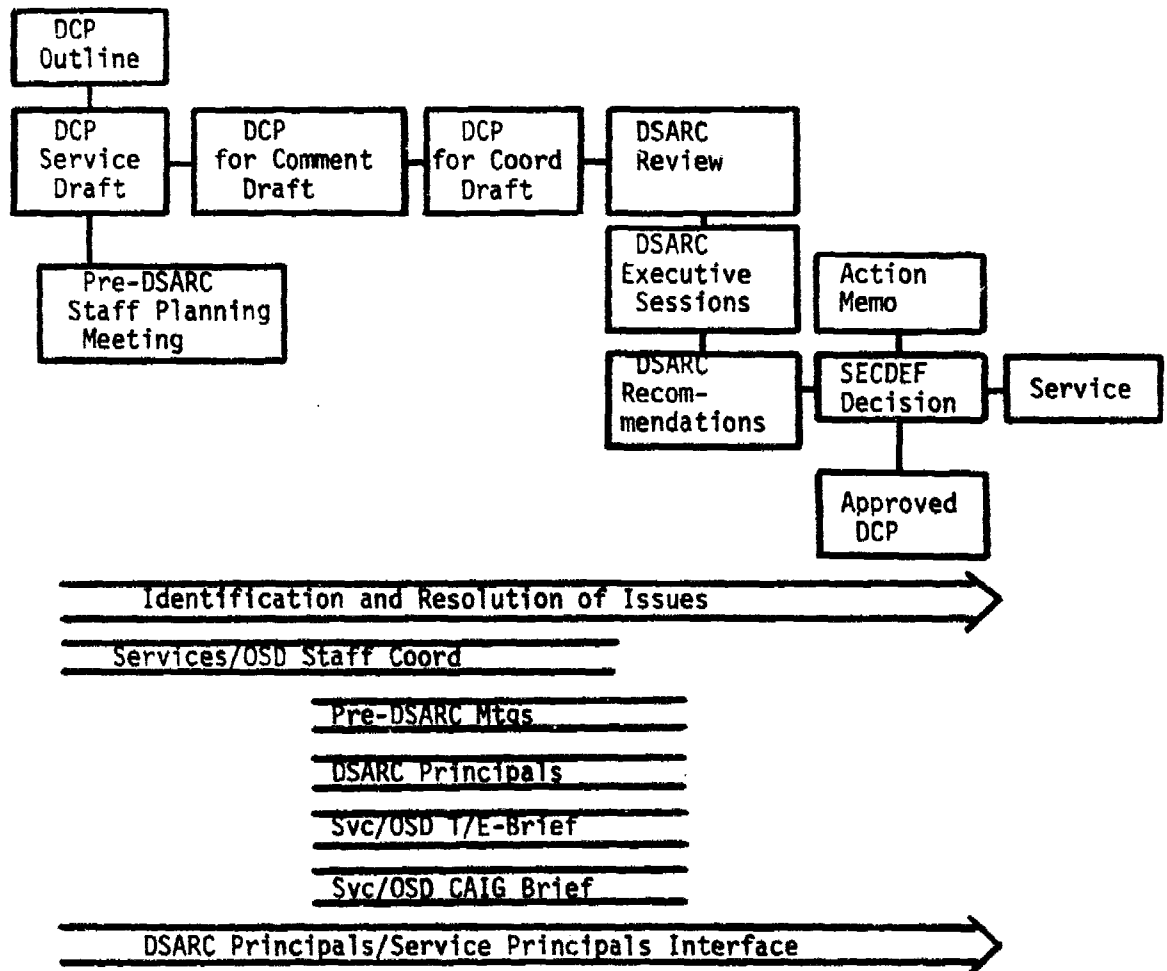 DCP
Outline
DCP
Service
Draft
DCP
for Comment
Draft
DCP
for Coord
Draft
DSARC
Review
Pre-DSARC
Staff Planning
Meeting
DSARC
Executive
Sessions
Action
Memo
DSARC
Recom-
mendations
SECDEF
Decision
Service
Approved
DCP
Identification and Resolution of Issues
Services/OSD Staff Coord
Pre-DSARC Mtgs
DSARC Principals
Svc/OSD T/E-Brief
Svc/OSD CAIG Brief
DSARC Principals/Service Principals Interface